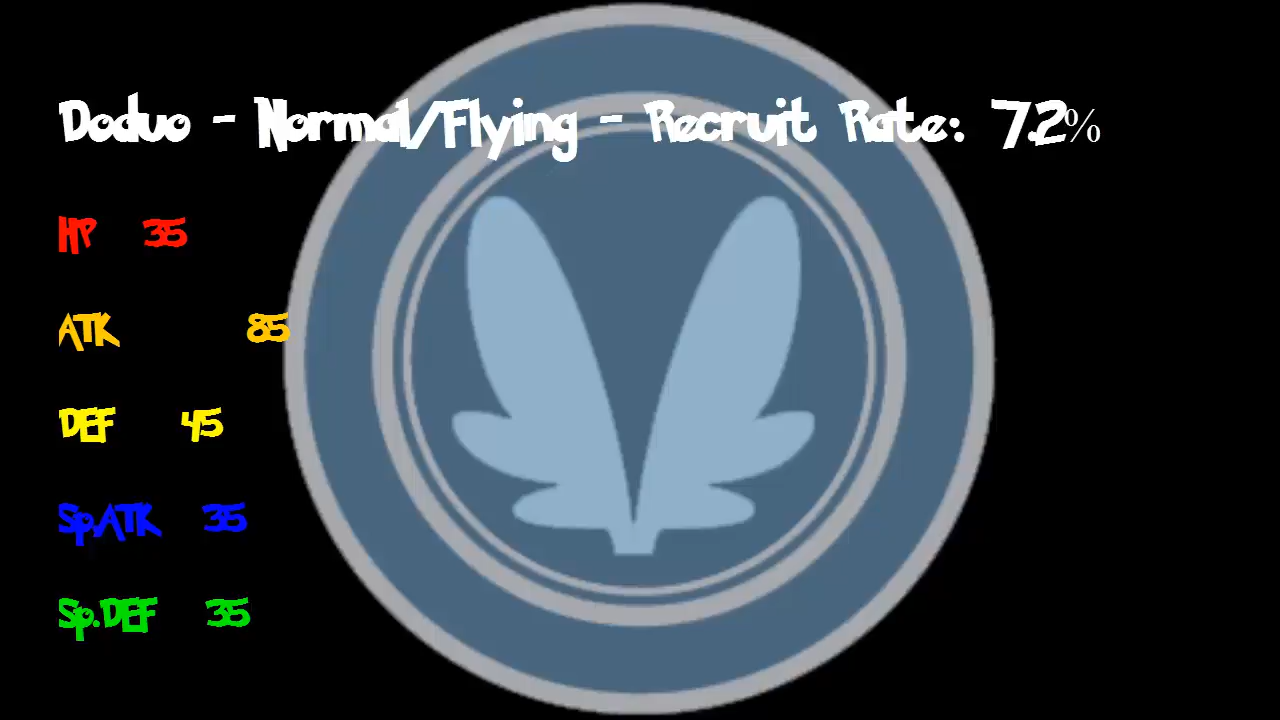 Doduo - Normal/Flying - Recruit Rate: 7.2%
HP 35
ATK 85
DEF 45
Sp.ATK 35
Sp.DEF 35